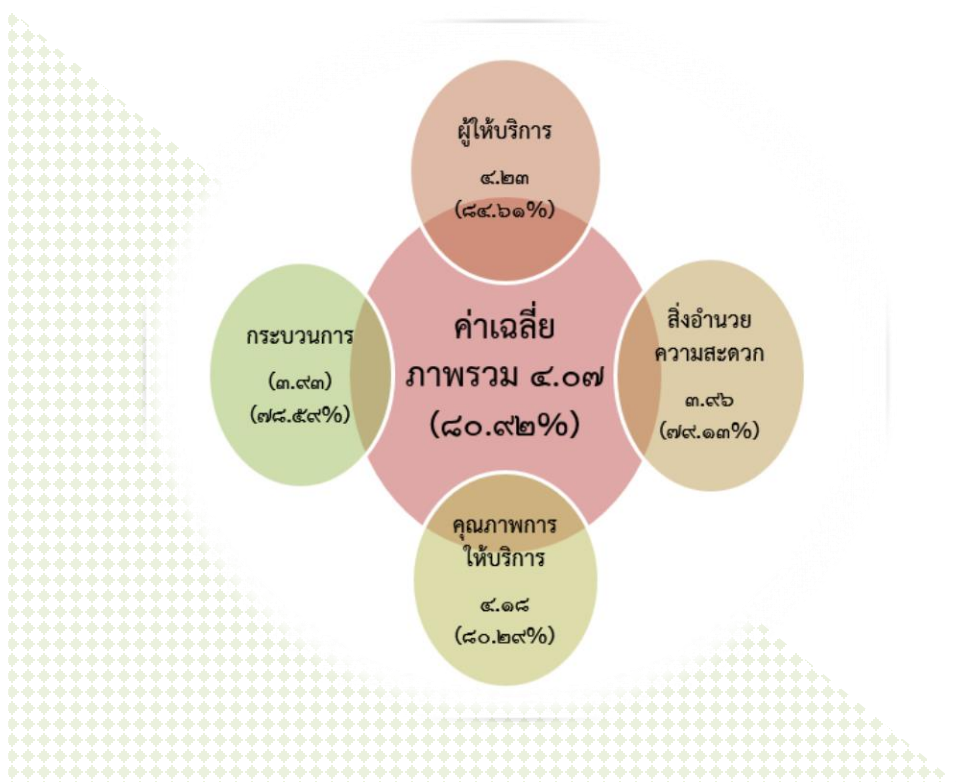 ผู้ให้บริการ
๔.๒๓
(๘๔.๖๑%)
กระบวนการ
(๓.๙๓)
(๗๘.๕๙%)
ค่าเฉลี่ย
ภาพรวม ๔.๐๗
(๘๐.๙๒%)
สิ่งอำนวย
ความสะดวก
๓.๙๖
(๗๙.๑๓%)
คุณภาพการ
ให้บริการ
๔.๑๘
(๘๐.๒๙%)